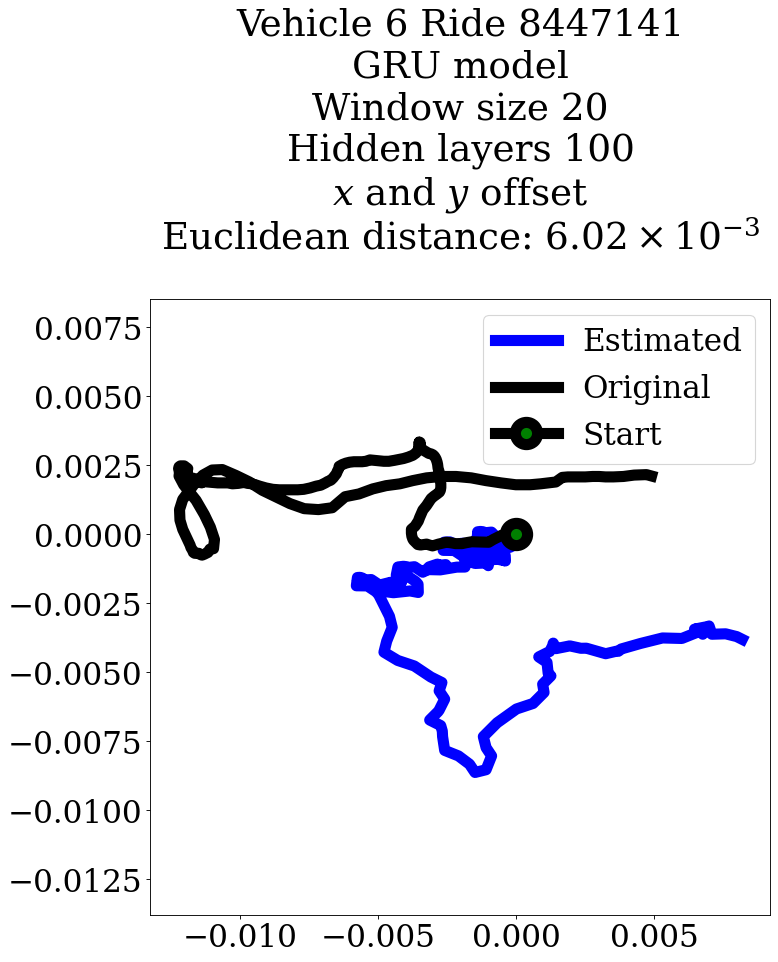 Vehicle 6 Ride 8447141
GRU model
Window size 20
Hidden layers 100
x and y offset
Euclidean distance: 6.02 × 10⁻³
Estimated
Original
Start
0.0075
0.0050
0.0025
0.0000
−0.0025
−0.0050
−0.0075
−0.0100
−0.0125
−0.010 −0.005 0.000 0.005